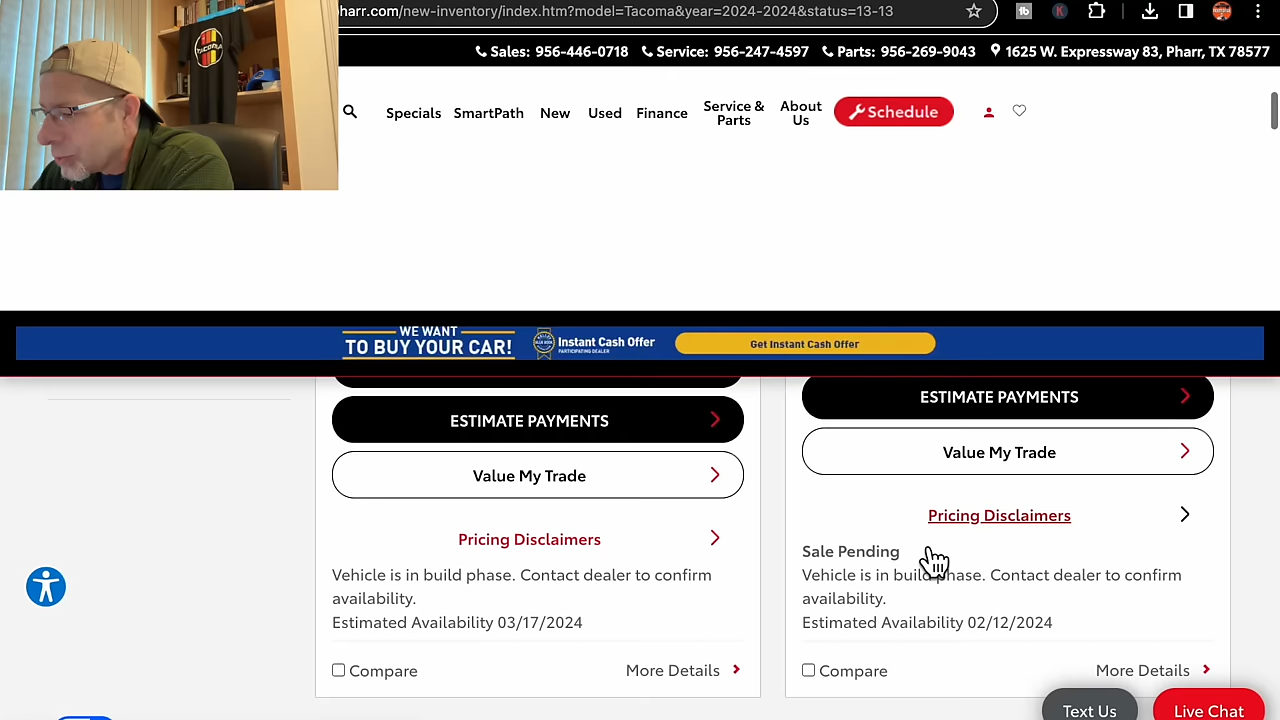 harr.com/new-inventory/index.htm?model=Tacoma&year=2024-2024&status=13-13
Sales: 956-446-0718 Service: 956-247-4597 Parts: 956-269-9043 1625 W. Expressway 83, Pharr, TX 78577
TACOMA
Specials SmartPath New Used Finance Service & Parts About Us Schedule
WE WANT
TO BUY YOUR CAR!
Instant Cash Offer
PARTICIPATING DEALER
Get Instant Cash Offer
ESTIMATE PAYMENTS
Value My Trade
Pricing Disclaimers
Vehicle is in build phase. Contact dealer to confirm
availability.
Estimated Availability 03/17/2024
Compare More Details
ESTIMATE PAYMENTS
Value My Trade
Pricing Disclaimers
Sale Pending
Vehicle is in build phase. Contact dealer to confirm
availability.
Estimated Availability 02/12/2024
Compare More Details
Text Us Live Chat